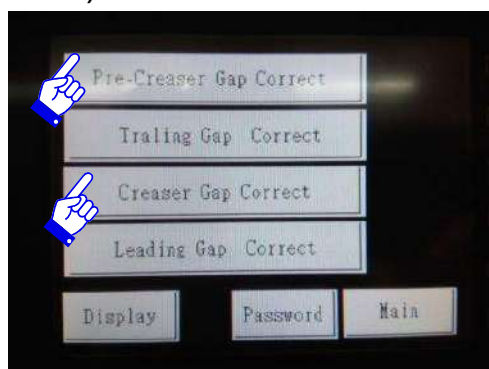 Pre-Creaser Gap Correct
Traling Gap Correct
Creaser Gap Correct
Leading Gap Correct
Display Password Main